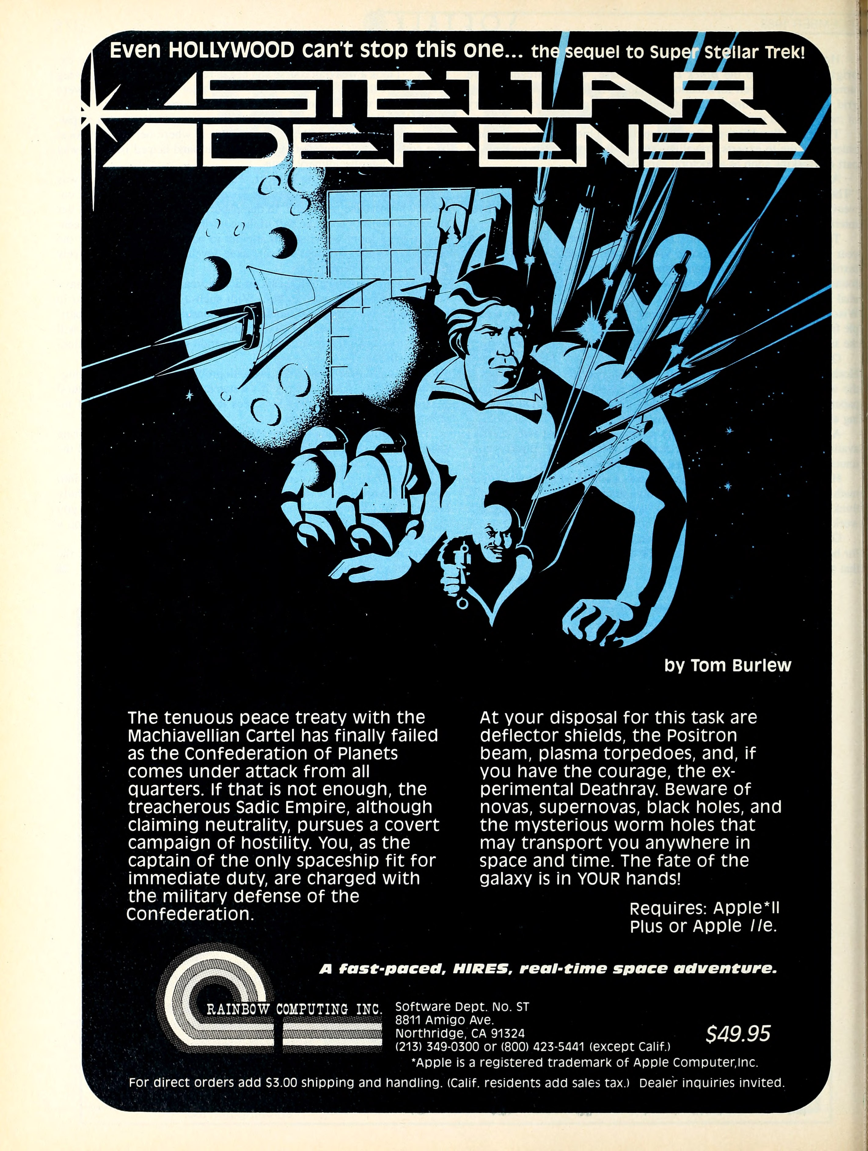 Even HOLLYWOOD can't stop this one... the sequel to Super Stellar Trek!
STELLAR
DEFENSE
by Tom Burlew
The tenuous peace treaty with the
Machiavellian Cartel has finally failed
as the Confederation of Planets
comes under attack from all
quarters. If that is not enough, the
treacherous Sadic Empire, although
claiming neutrality, pursues a covert
campaign of hostility. You, as the
captain of the only spaceship fit for
immediate duty, are charged with
the military defense of the
Confederation.
At your disposal for this task are
deflector shields, the Positron
beam, plasma torpedoes, and, if
you have the courage, the ex-
perimental Deathray. Beware of
novas, supernovas, black holes, and
the mysterious worm holes that
may transport you anywhere in
space and time. The fate of the
galaxy is in YOUR hands!
Requires: Apple*II
Plus or Apple //e.
A fast-paced, HIRES, real-time space adventure.
RAINBOW COMPUTING INC.
Software Dept. No. ST
8811 Amigo Ave.
Northridge, CA 91324
(213) 349-0300 or (800) 423-5441 (except Calif.)
$49.95
*Apple is a registered trademark of Apple Computer,Inc.
For direct orders add $3.00 shipping and handling. (Calif. residents add sales tax.) Dealer inquiries invited.